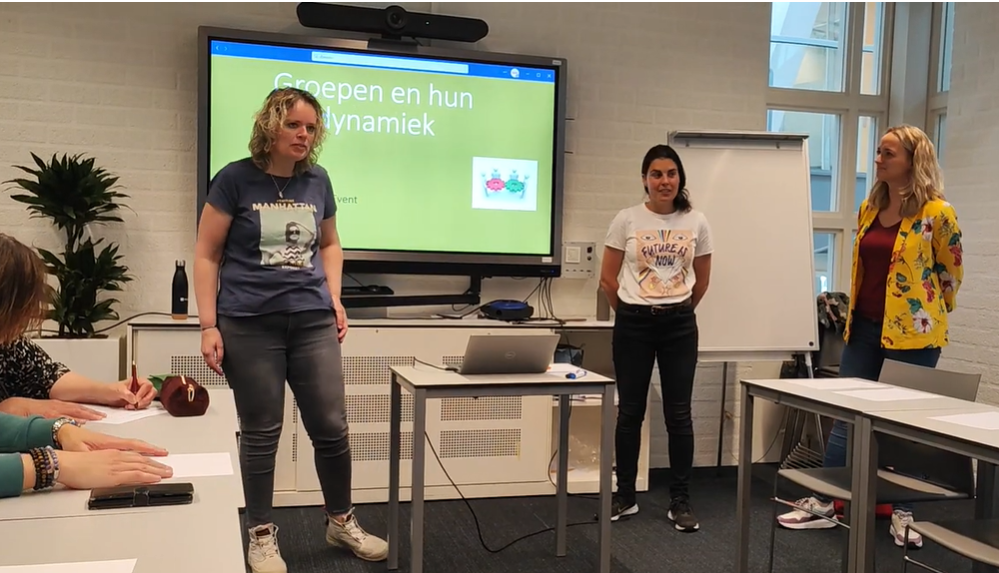 Groepen en hun
dynamiek
vent
MANHATTAN
FUTURE IS
NOW